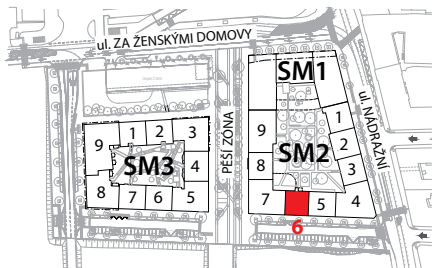 ul. ZA ŽENSKÝMI DOMOVY
SM1
ul. NÁDRAŽNÍ
PĚŠÍ ZÓNA
9 1 2 3
SM3
4
8 7 6 5
9
1
SM2
2
8
3
7
5
4
6